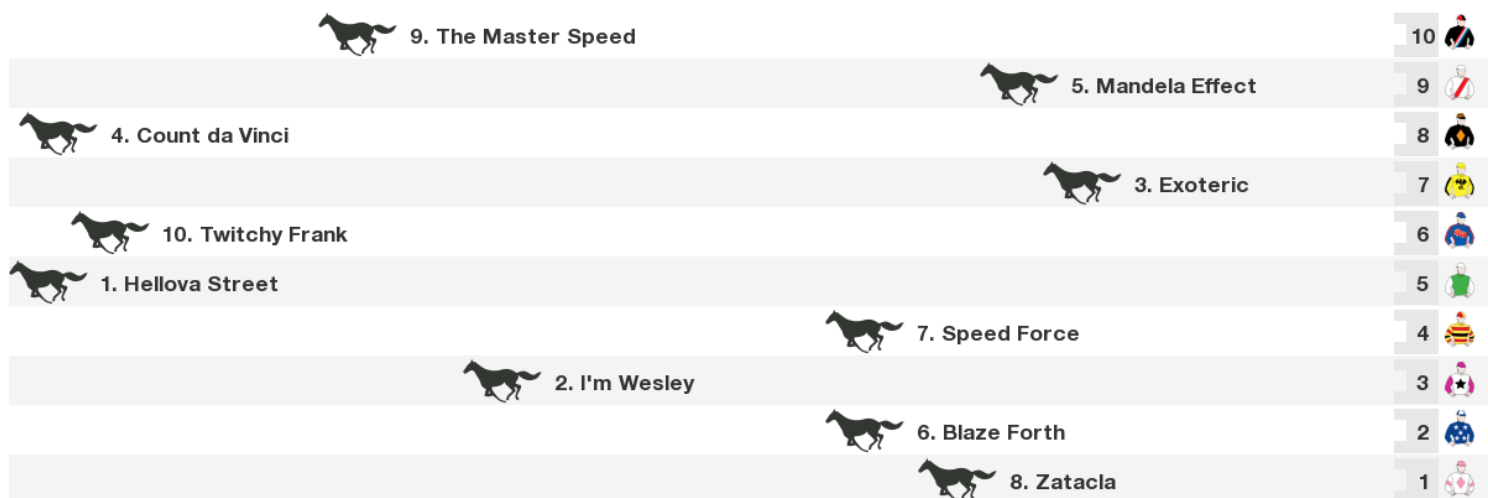 9. The Master Speed 10
5. Mandela Effect 9
4. Count da Vinci 8
3. Exoteric 7
10. Twitchy Frank 6
1. Hellova Street 5
7. Speed Force 4
2. I'm Wesley 3
6. Blaze Forth 2
8. Zatacla 1